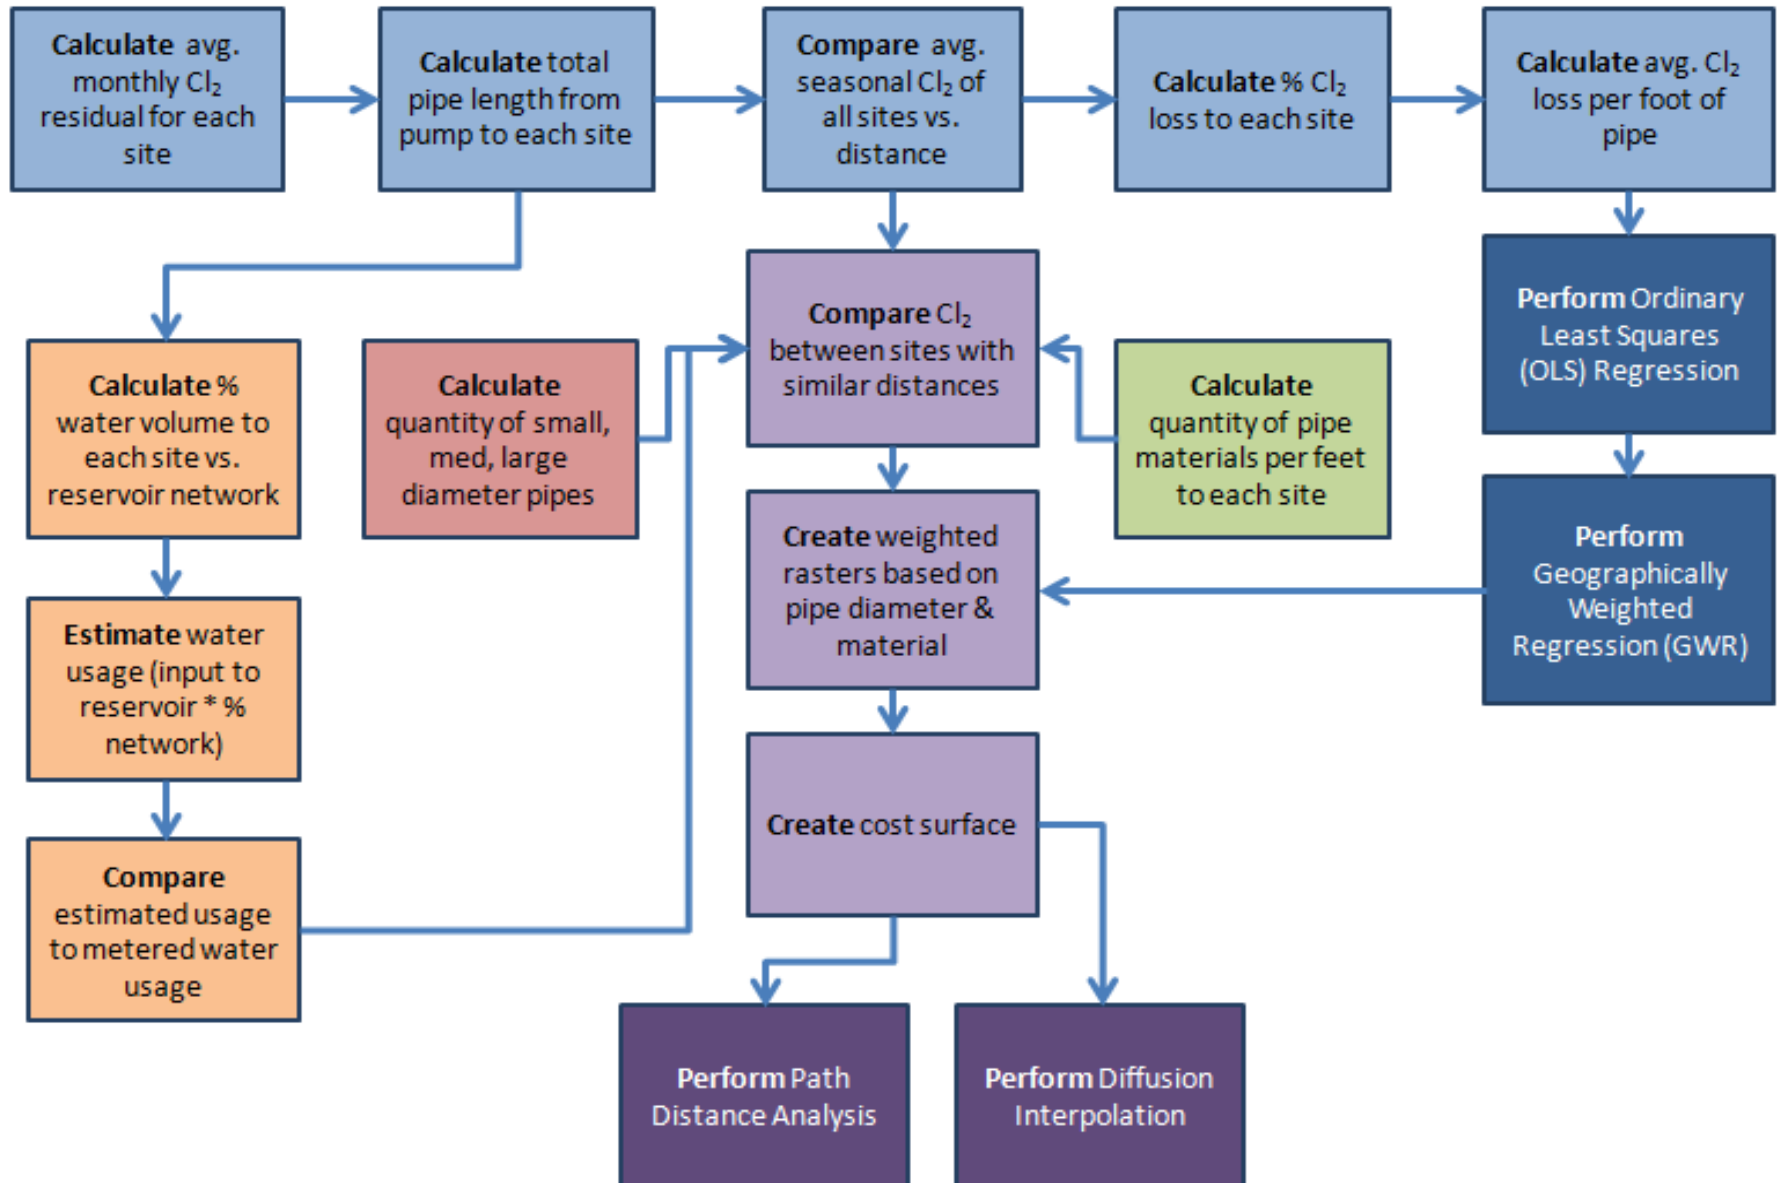 Calculate avg.
monthly Cl₂
residual for each
site
Calculate total
pipe length from
pump to each site
Compare avg.
seasonal Cl₂ of
all sites vs.
distance
Calculate % Cl₂
loss to each site
Calculate avg. Cl₂
loss per foot of
pipe
Calculate %
water volume to
each site vs.
reservoir network
Calculate
quantity of small,
med, large
diameter pipes
Compare Cl₂
between sites with
similar distances
Calculate
quantity of pipe
materials per feet
to each site
Perform Ordinary
Least Squares
(OLS) Regression
Estimate water
usage (input to
reservoir * %
network)
Create weighted
rasters based on
pipe diameter &
material
Perform
Geographically
Weighted
Regression (GWR)
Compare
estimated usage
to metered water
usage
Create cost surface
Perform Path
Distance Analysis
Perform Diffusion
Interpolation